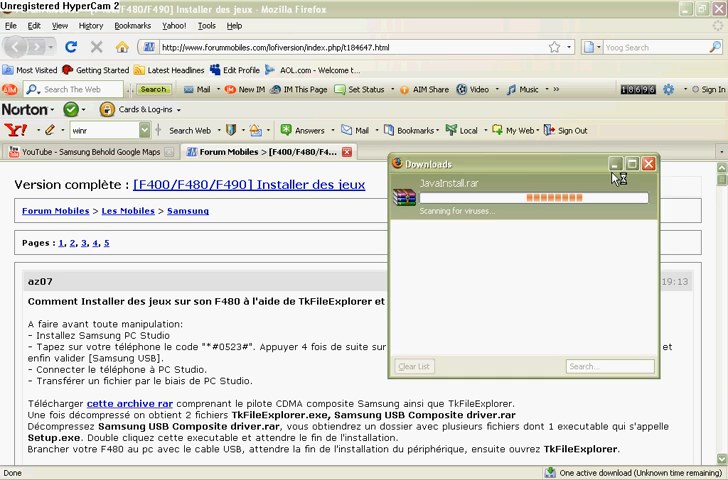 Unregistered HyperCam 2
[F400/F480/F490] Installer des jeux - Mozilla Firefox
File Edit View History Bookmarks Yahoo! Tools Help
http://www.forummobiles.com/lofiversion/index.php/t184647.html
Yoog Search
Most Visited Getting Started Latest Headlines Edit Profile AOL.com - Welcome t...
AIM Search The Web Search Mail New IM IM This Page Set Status AIM Share Video Music 18696 Sign In
Norton Cards & Log-ins
Y! winr Search Web Answers Mail Bookmarks Local My Web Sign Out
YouTube - Samsung Behold Google Maps
Forum Mobiles > [F400/F480/F4...
Version complète : [F400/F480/F490] Installer des jeux
Forum Mobiles > Les Mobiles > Samsung
Pages : 1, 2, 3, 4, 5
az07
19:13
Comment Installer des jeux sur son F480 à l'aide de TkFileExplorer et
A faire avant toute manipulation:
- Installez Samsung PC Studio
- Tapez sur votre téléphone le code "*#0523#". Appuyer 4 fois de suite sur
et
enfin valider [Samsung USB].
- Connecter le téléphone à PC Studio.
- Transférer un fichier par le biais de PC Studio.
Télécharger cette archive rar comprenant le pilote CDMA composite Samsung ainsi que TkFileExplorer.
Une fois décompressé on obtient 2 fichiers TkFileExplorer.exe, Samsung USB Composite driver.rar
Décompressez Samsung USB Composite driver.rar, vous obtiendrez un dossier avec plusieurs fichiers dont 1 executable qui s'appelle
Setup.exe. Double cliquez cette executable et attendre le fin de l'installation.
Brancher votre F480 au pc avec le cable USB, attendre la fin de l'installation du périphérique, ensuite ouvrez TkFileExplorer.
Downloads
JavaInstall.rar
Scanning for viruses...
Clear List
Search...
Done
One active download (Unknown time remaining)